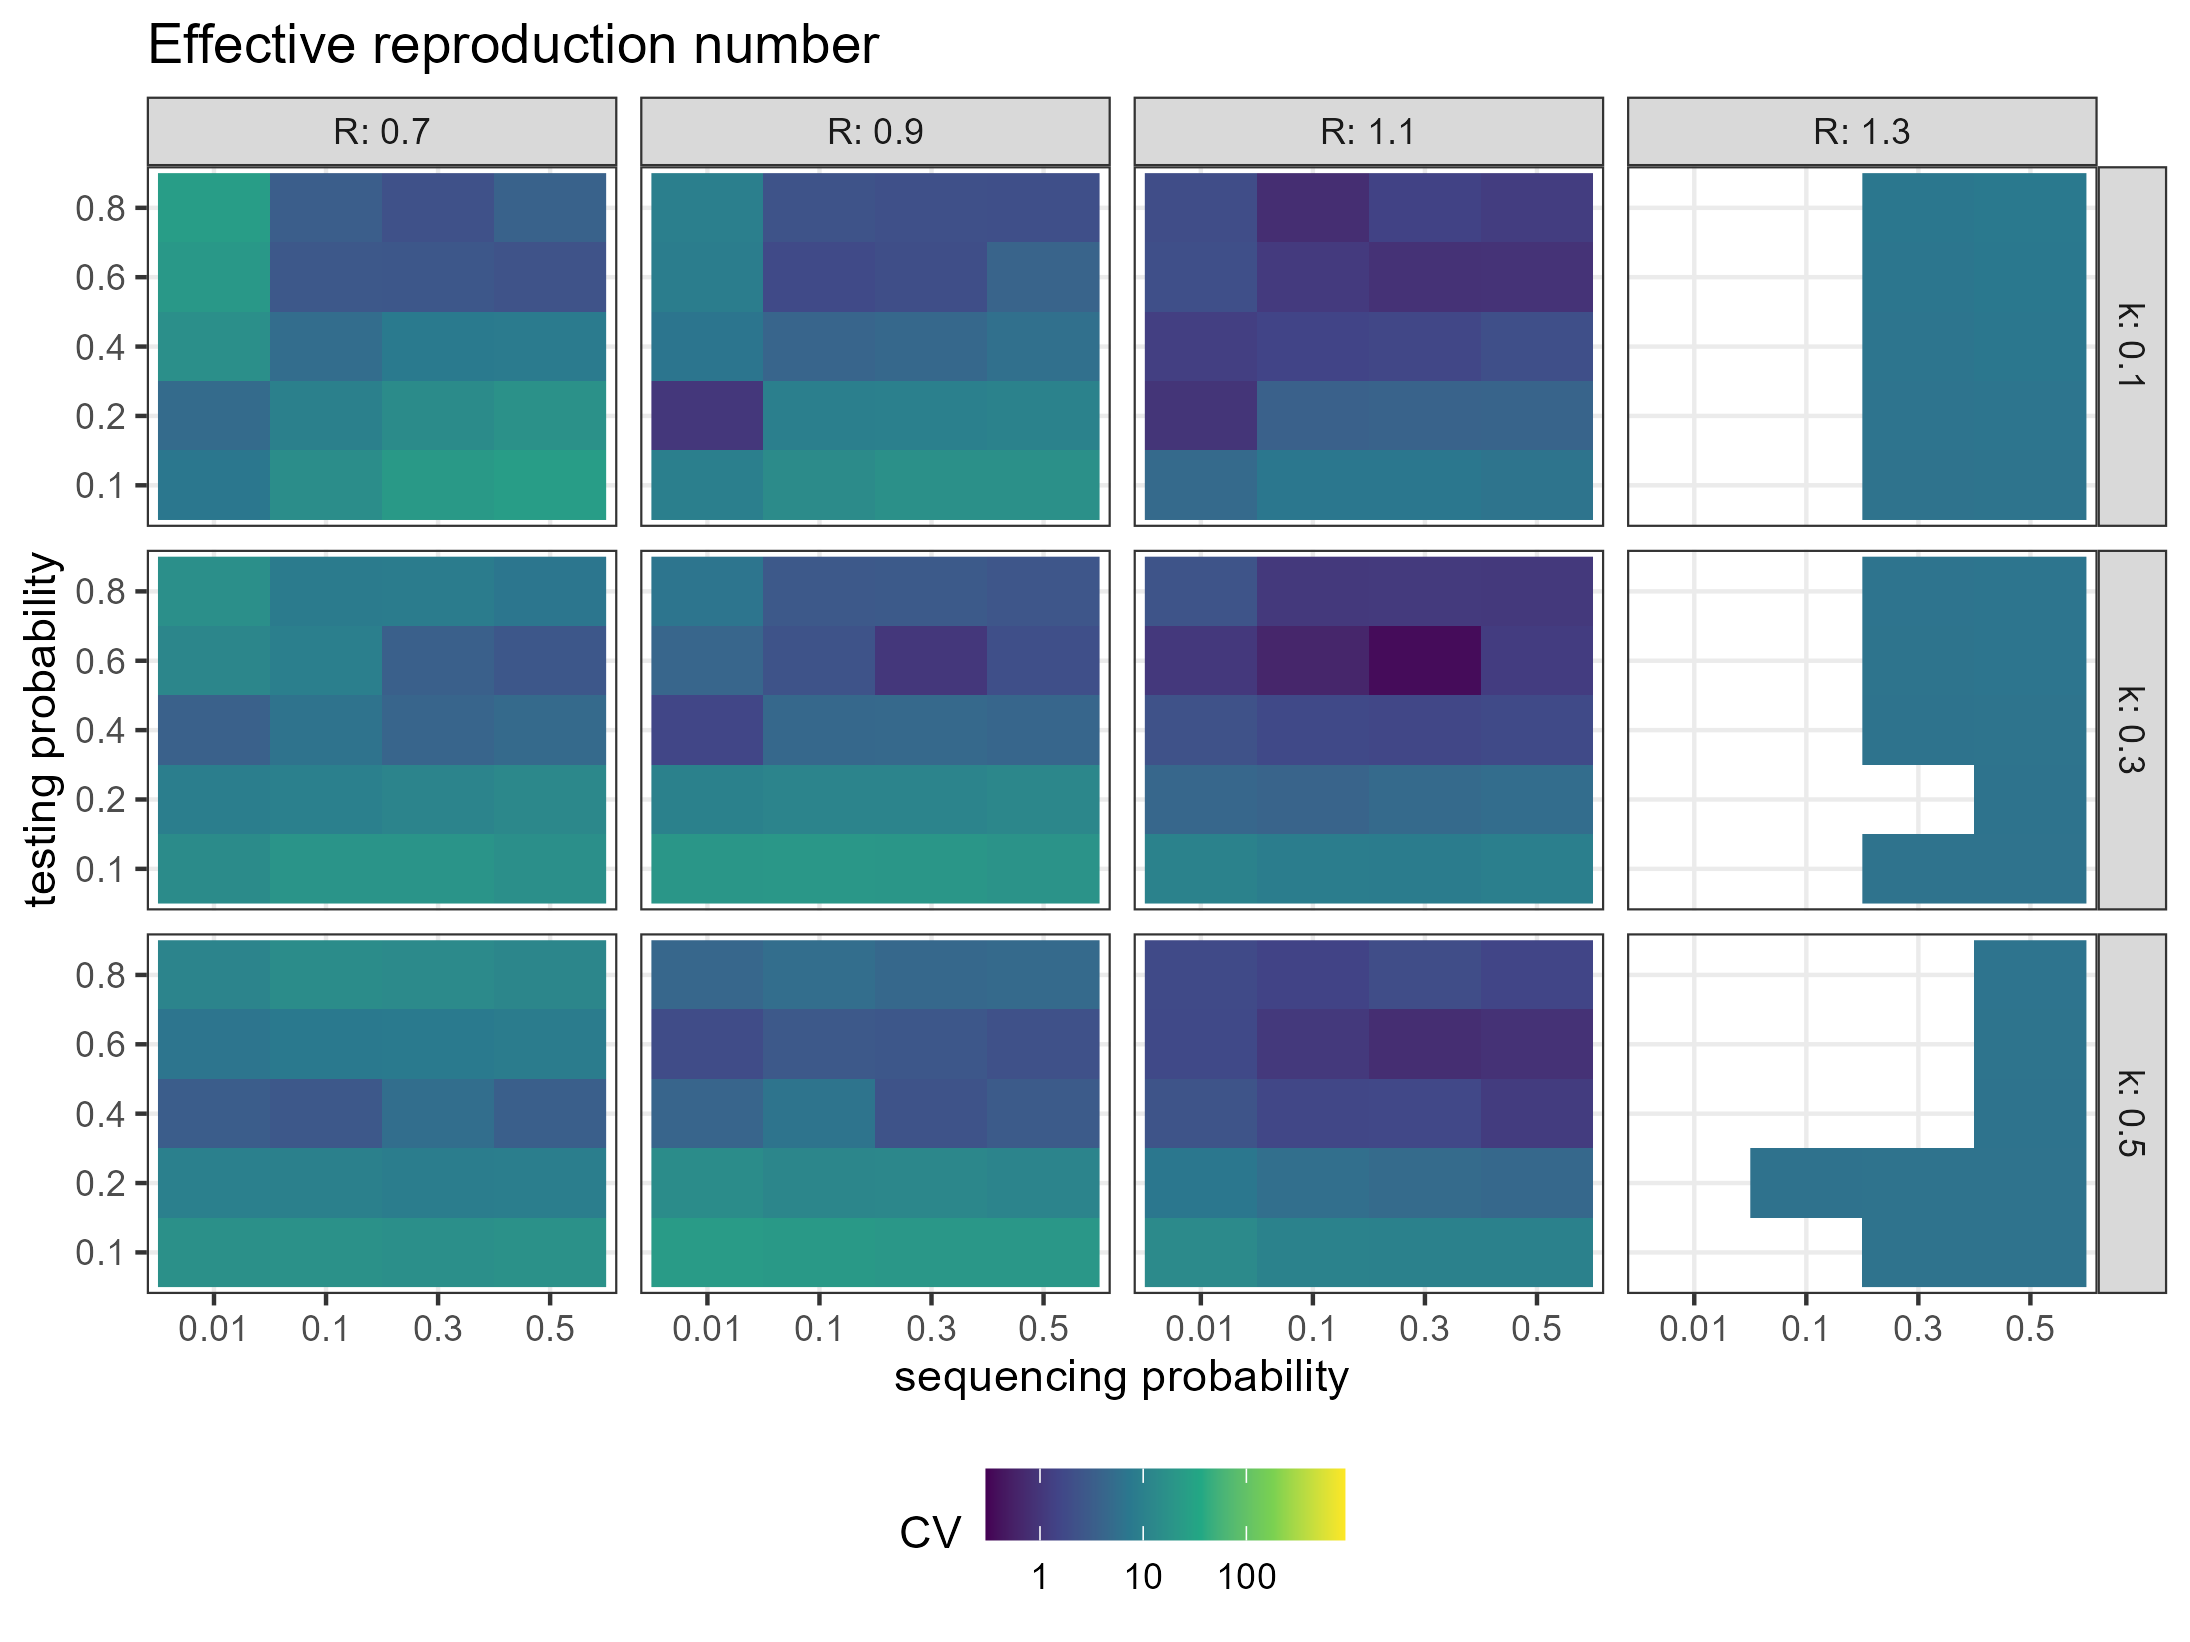 Effective reproduction number
R: 0.7
R: 0.9
R: 1.1
R: 1.3
0.8
0.6
0.4
0.2
0.1
k: 0.1
testing probability
0.8
0.6
0.4
0.2
0.1
k: 0.3
0.8
0.6
0.4
0.2
0.1
k: 0.5
0.01 0.1 0.3 0.5
0.01 0.1 0.3 0.5
0.01 0.1 0.3 0.5
0.01 0.1 0.3 0.5
sequencing probability
CV
1 10 100